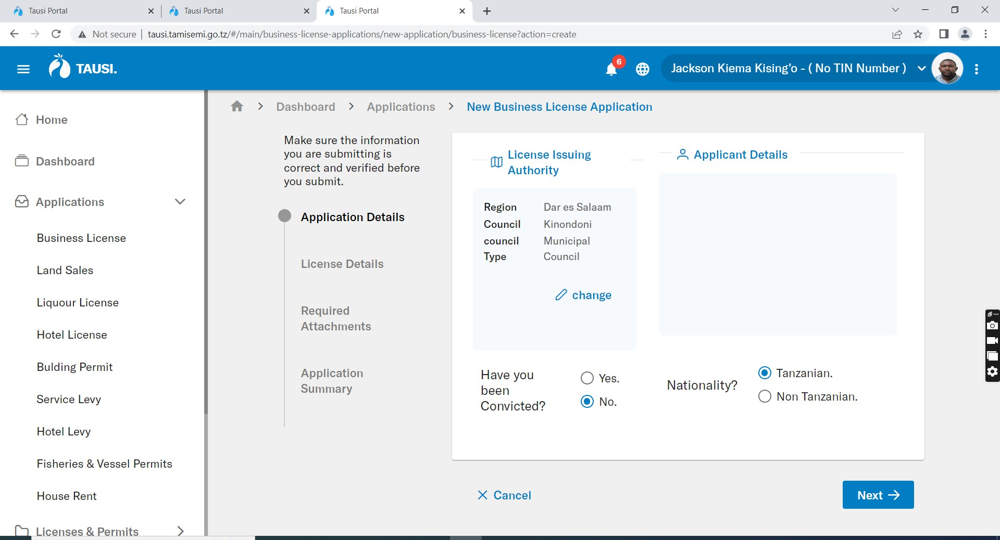 Tausi Portal
Tausi Portal
Tausi Portal
Not secure
tausi.tamisemi.go.tz/#/main/business-license-applications/new-application/business-license?action=create
TAUSI.
6
Jackson Kiema Kising'o - ( No TIN Number )
Home
Dashboard
Applications
Business License
Land Sales
Liquour License
Hotel License
Bulding Permit
Service Levy
Hotel Levy
Fisheries & Vessel Permits
House Rent
Licenses & Permits
Dashboard
Applications
New Business License Application
Make sure the information
you are submitting is
correct and verified before
you submit.
Application Details
License Details
Required
Attachments
Application
Summary
License Issuing
Authority
Region Dar es Salaam
Council Kinondoni
council Municipal
Type Council
change
Applicant Details
Have you
been
Convicted?
Yes.
No.
Nationality?
Tanzanian.
Non Tanzanian.
Cancel
Next